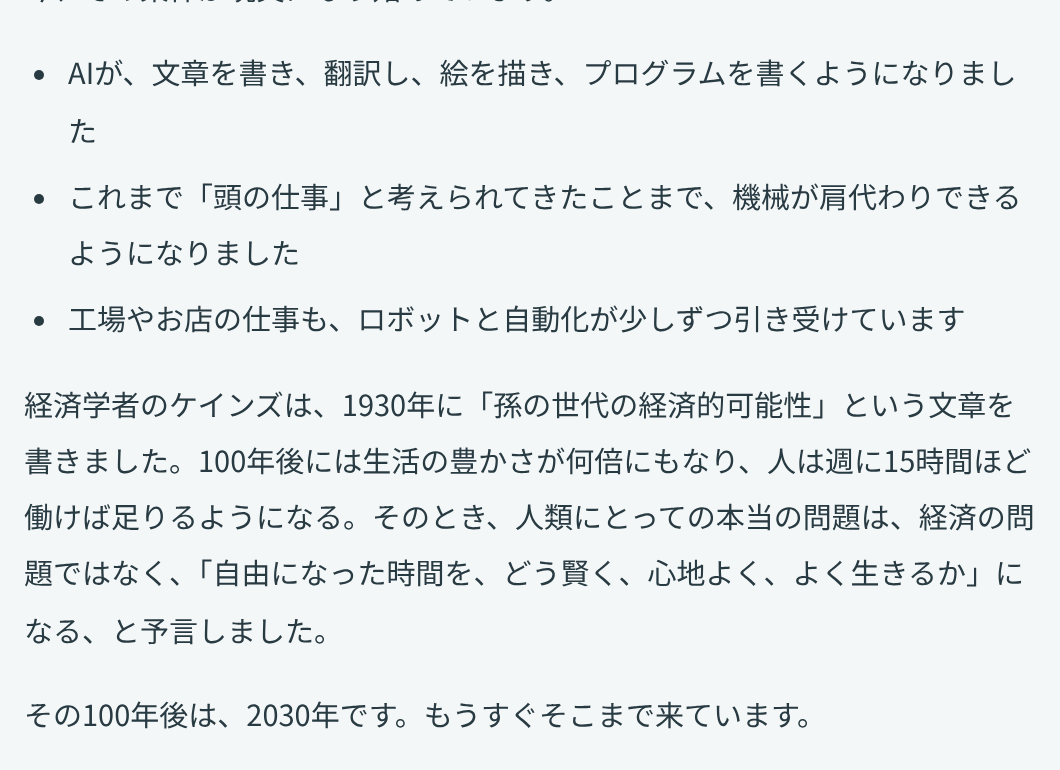 AIが、文章を書き、翻訳し、絵を描き、プログラムを書くようになりまし
た
これまで「頭の仕事」と考えられてきたことまで、機械が肩代わりできる
ようになりました
工場やお店の仕事も、ロボットと自動化が少しずつ引き受けています
経済学者のケインズは、1930年に「孫の世代の経済的可能性」という文章を
書きました。100年後には生活の豊かさが何倍にもなり、人は週に15時間ほど
働けば足りるようになる。そのとき、人類にとっての本当の問題は、経済の問
題ではなく、「自由になった時間を、どう賢く、心地よく、よく生きるか」に
なる、と予言しました。
その100年後は、2030年です。もうすぐそこまで来ています。